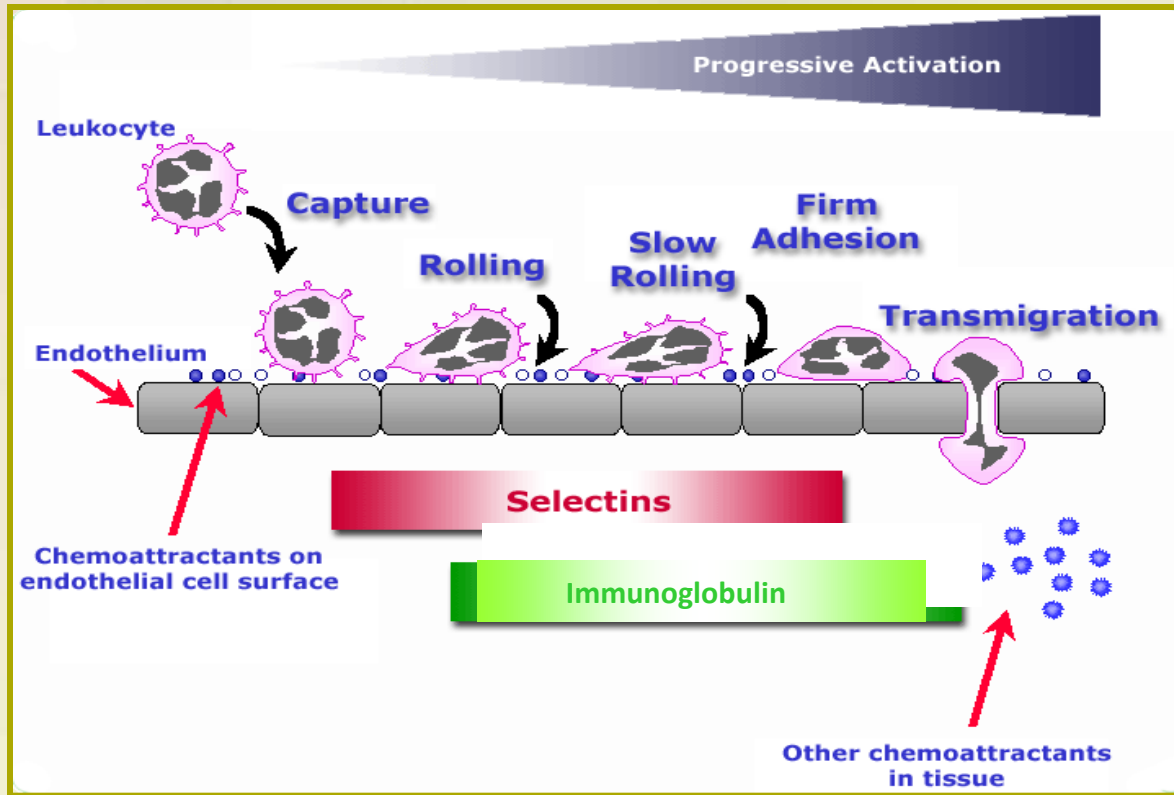 Progressive Activation
Leukocyte
Capture
Rolling
Slow
Rolling
Firm
Adhesion
Transmigration
Endothelium
Selectins
Chemoattractants on
endothelial cell surface
Immunoglobulin
Other chemoattractants
in tissue